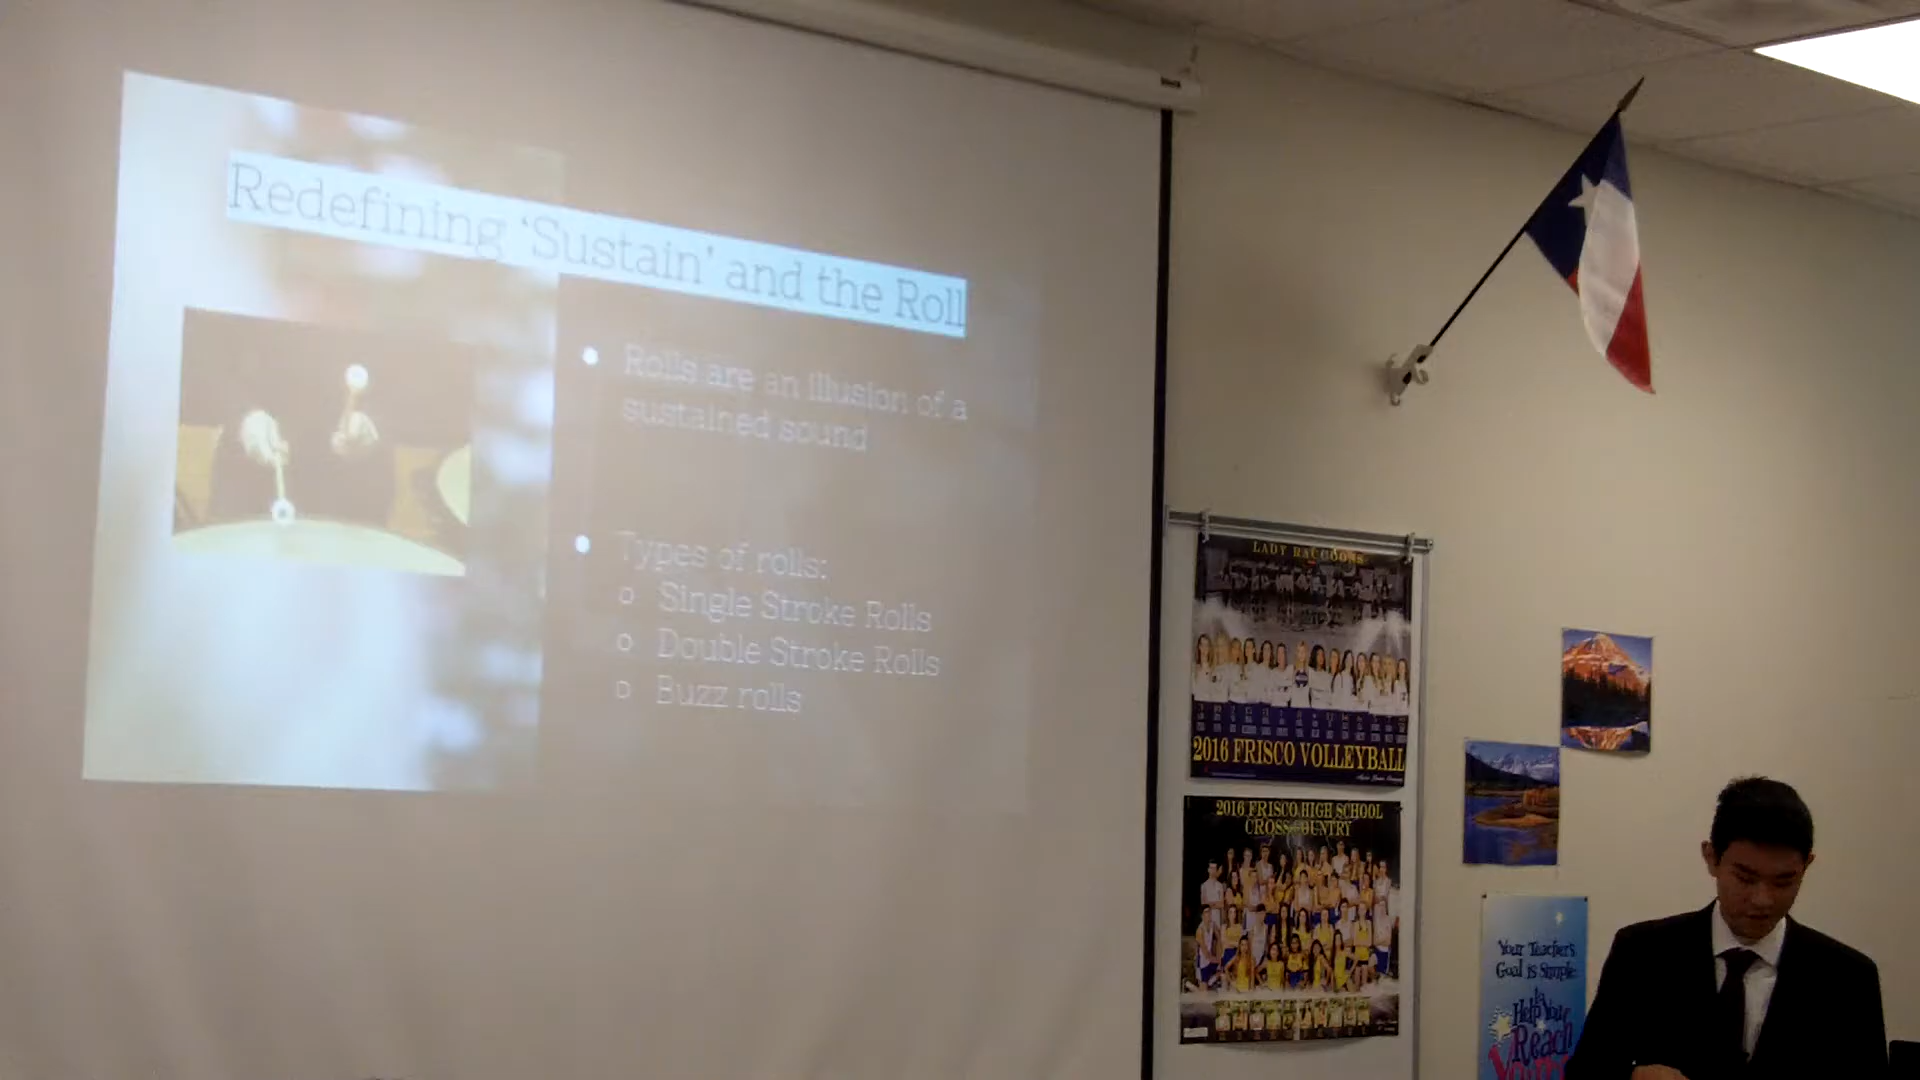 Redefining ‘Sustain’ and the Roll
Rolls are an illusion of a
sustained sound
Types of rolls:
Single Stroke Rolls
Double Stroke Rolls
Buzz rolls
LADY RACCOONS
2016 FRISCO VOLLEYBALL
2016 FRISCO HIGH SCHOOL
CROSS COUNTRY
Your Teacher's
Goal is Simple:
to
Help You
Reach